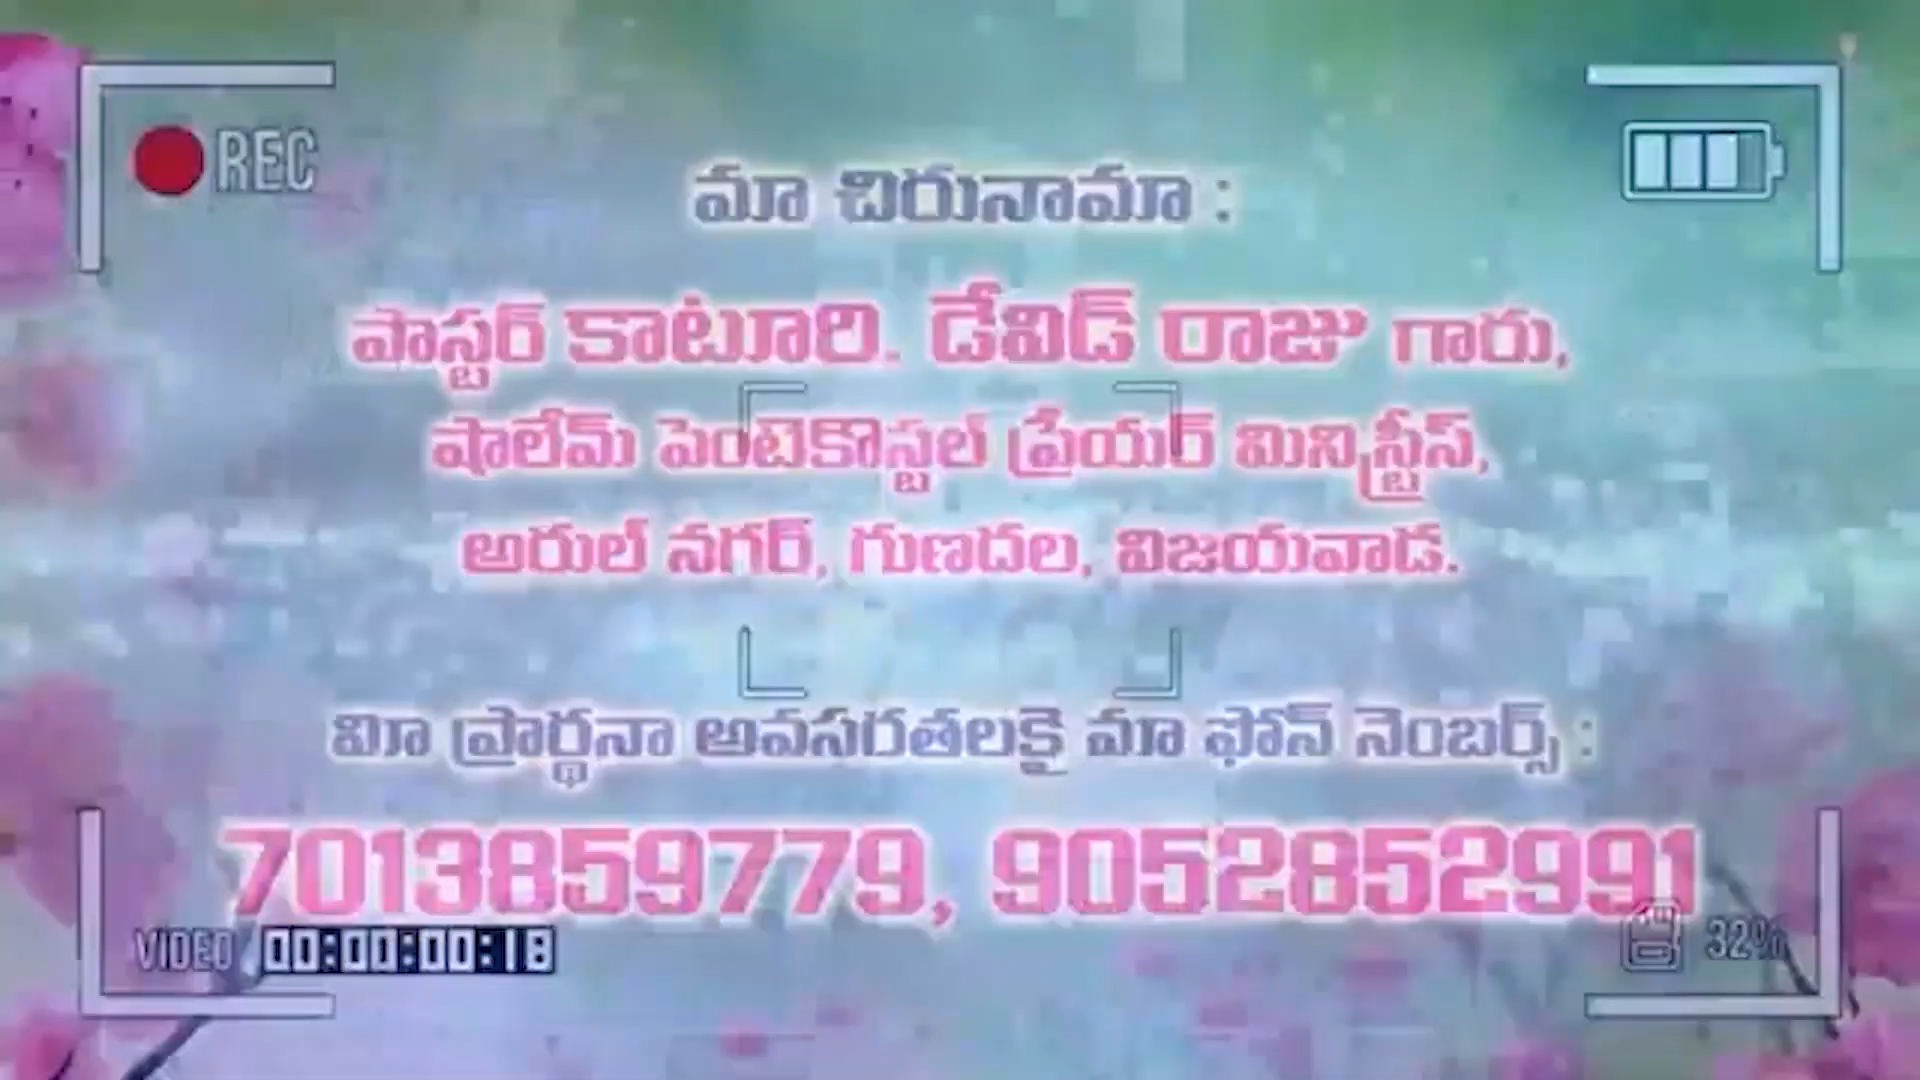 REC
మా చిరునామా :
పాస్టర్ కాటూరి. డేవిడ్ రాజు గారు,
షాలేమ్ పెంటెకొస్టల్ ప్రేయర్ మినిస్ట్రీస్,
అరుల్ నగర్, గుణదల, విజయవాడ.
మీ ప్రార్థనా అవసరతలకై మా ఫోన్ నెంబర్స్ :
7013859779, 9052852991
VIDEO 00:00:00:18
32%